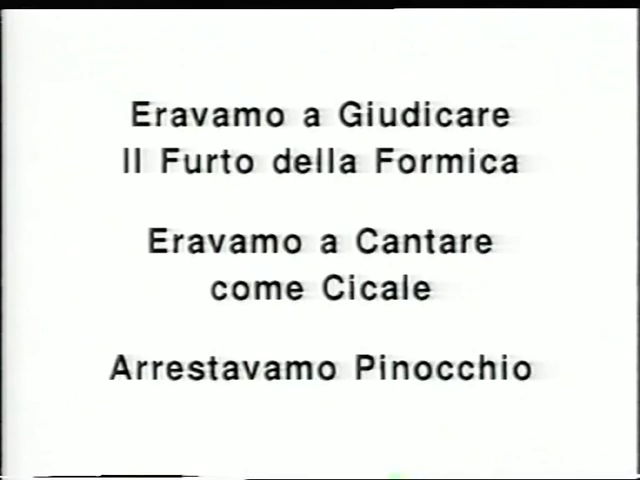 Eravamo a Giudicare
Il Furto della Formica
Eravamo a Cantare
come Cicale
Arrestavamo Pinocchio